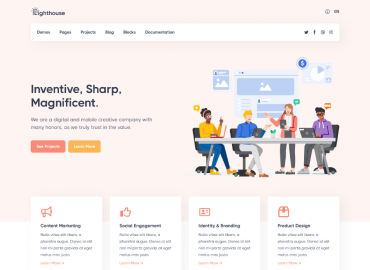 Lighthouse
EN
Demos Pages Projects Blog Blocks Documentation
Inventive, Sharp,
Magnificent.
We are a digital and mobile creative company with
many honors, as we truly trust in the value.
See Projects Learn More
Content Marketing Social Engagement Identity & Branding Product Design
Nulla vitae elit libero, a Nulla vitae elit libero, a Nulla vitae elit libero, a Nulla vitae elit libero, a
pharetra augue. Donec id elit pharetra augue. Donec id elit pharetra augue. Donec id elit pharetra augue. Donec id elit
non mi porta gravida at eget non mi porta gravida at eget non mi porta gravida at eget non mi porta gravida at eget
metus cras justo. metus cras justo. metus cras justo. metus cras justo.
Learn More Learn More Learn More Learn More